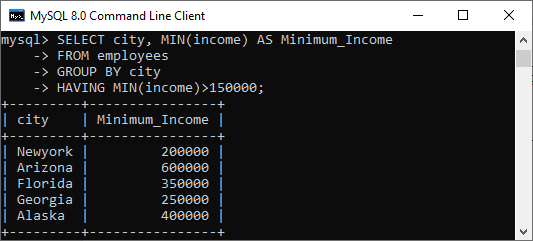 MySQL 8.0 Command Line Client
mysql> SELECT city, MIN(income) AS Minimum_Income
    -> FROM employees
    -> GROUP BY city
    -> HAVING MIN(income)>150000;
+---------+----------------+
| city    | Minimum_Income |
+---------+----------------+
| Newyork |         200000 |
| Arizona |         600000 |
| Florida |         350000 |
| Georgia |         250000 |
| Alaska  |         400000 |
+---------+----------------+